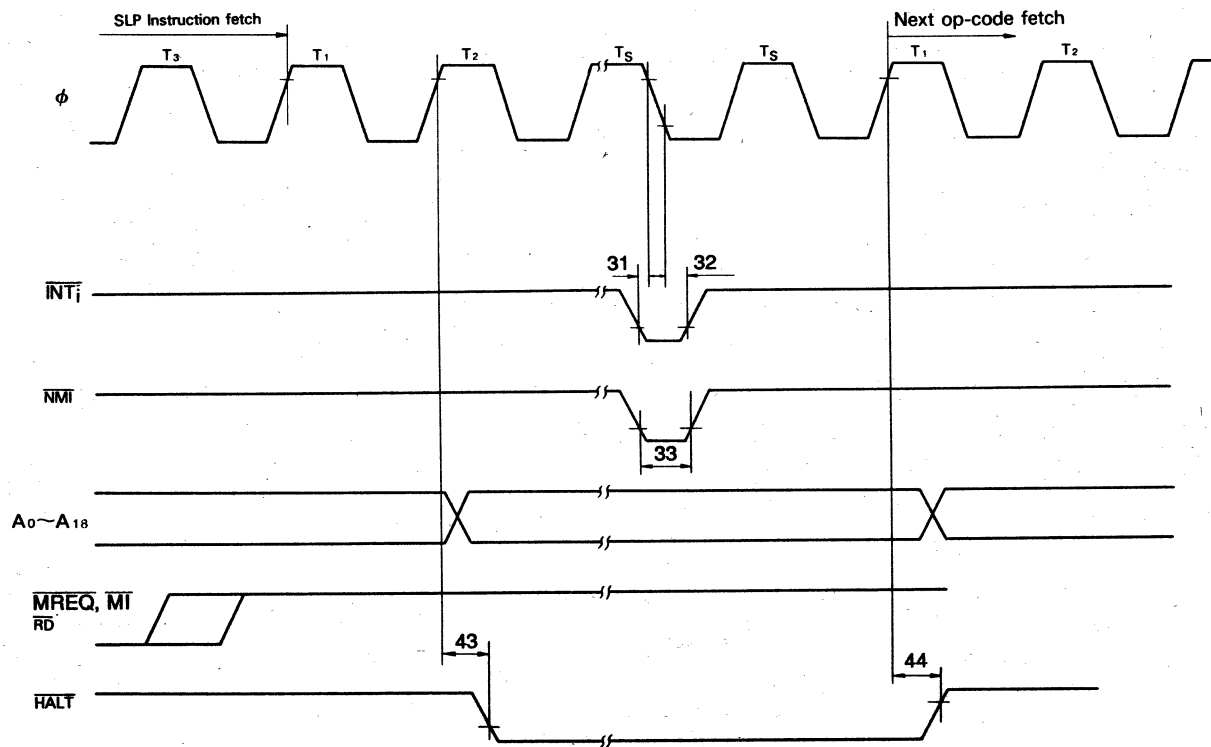 SLP Instruction fetch
Next op-code fetch
T3 T1 T2 TS TS T1 T2
ϕ
31 32
INTi
NMI
33
A0~A18
MREQ, MI
RD
43 44
HALT